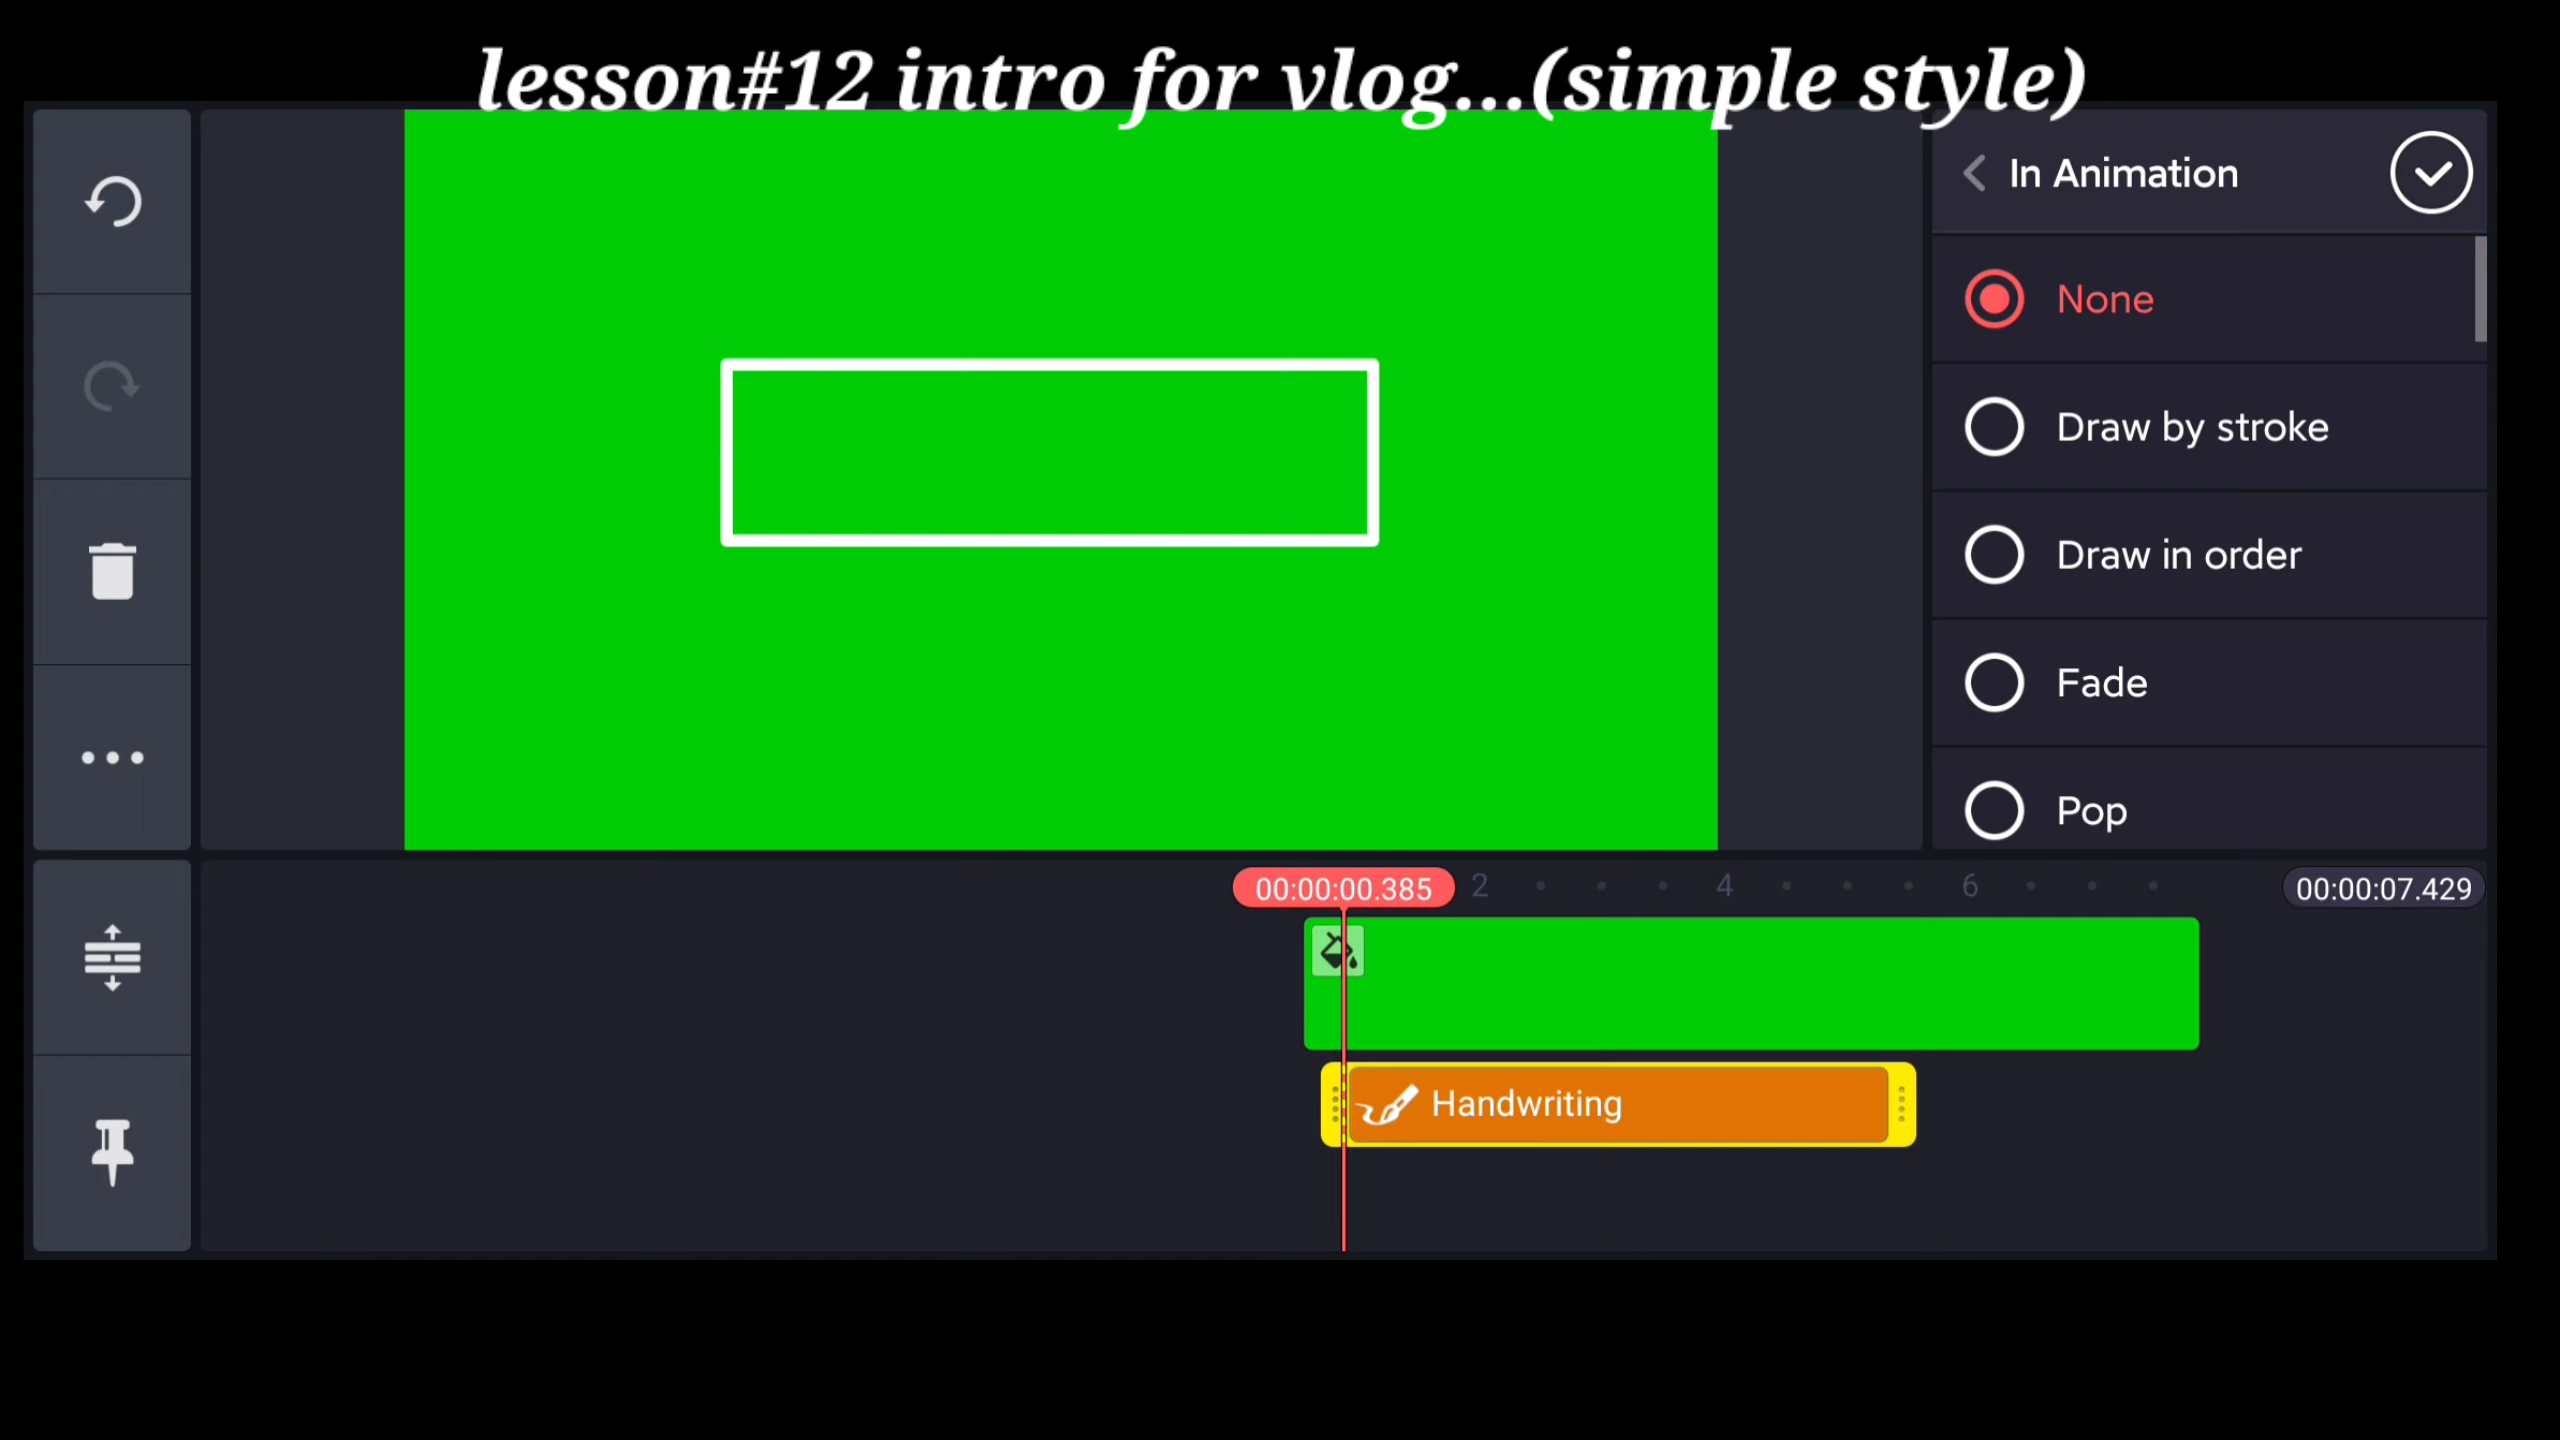 lesson#12 intro for vlog...(simple style)
In Animation
None
Draw by stroke
Draw in order
Fade
Pop
00:00:00.385
2
4
6
00:00:07.429
Handwriting